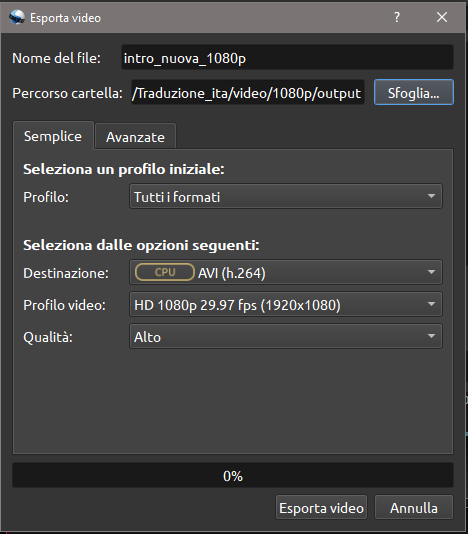 Esporta video
Nome del file: intro_nuova_1080p
Percorso cartella: /Traduzione_ita/video/1080p/output Sfoglia...
Semplice Avanzate
Seleziona un profilo iniziale:
Profilo: Tutti i formati
Seleziona dalle opzioni seguenti:
Destinazione: CPU AVI (h.264)
Profilo video: HD 1080p 29.97 fps (1920x1080)
Qualità: Alto
0%
Esporta video Annulla